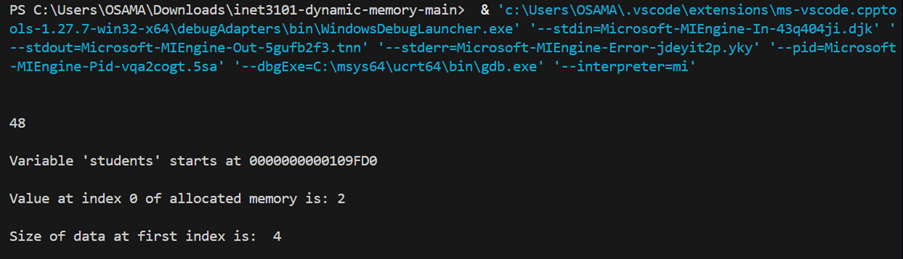 PS C:\Users\OSAMA\Downloads\inet3101-dynamic-memory-main>  & 'c:\Users\OSAMA\.vscode\extensions\ms-vscode.cppto
ols-1.27.7-win32-x64\debugAdapters\bin\WindowsDebugLauncher.exe' '--stdin=Microsoft-MIEngine-In-43q404ji.djk'
'--stdout=Microsoft-MIEngine-Out-5gufb2f3.tnn' '--stderr=Microsoft-MIEngine-Error-jdeyit2p.yky' '--pid=Microsoft
-MIEngine-Pid-vqa2cogt.5sa' '--dbgExe=C:\msys64\ucrt64\bin\gdb.exe' '--interpreter=mi'
48
Variable 'students' starts at 0000000000109FD0
Value at index 0 of allocated memory is: 2
Size of data at first index is:  4